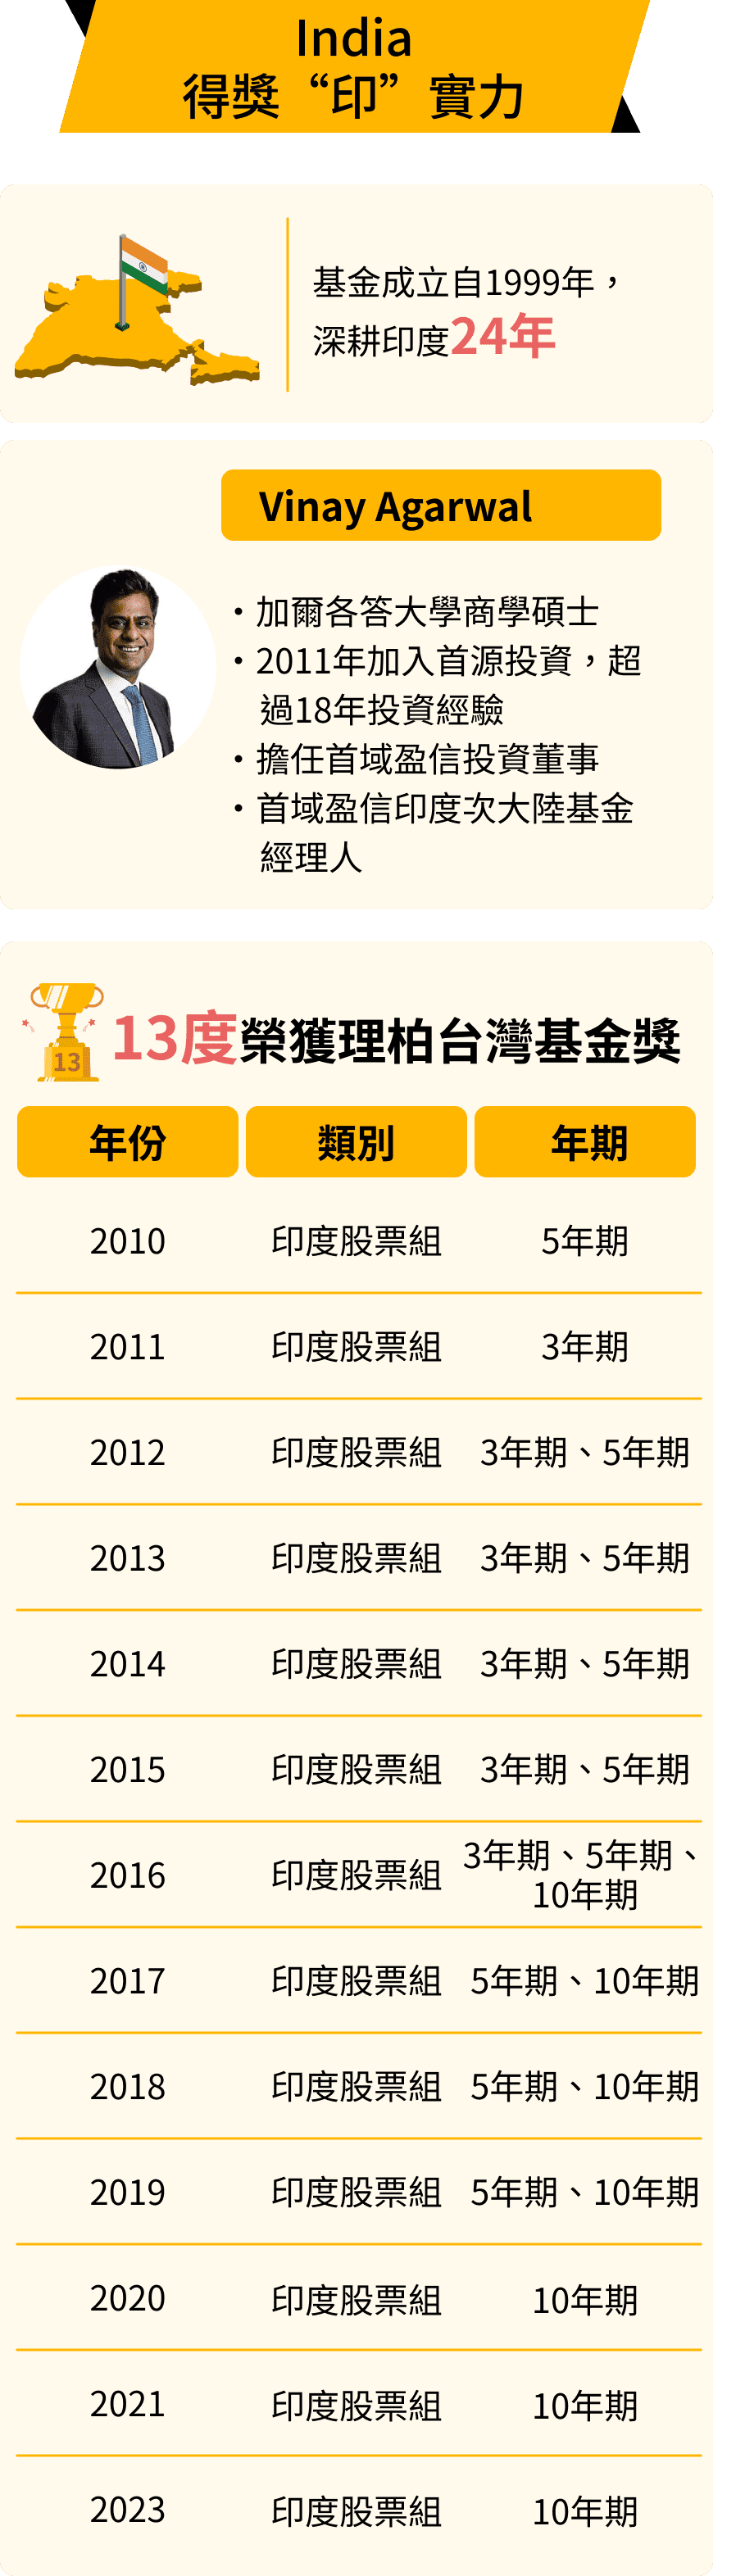 India
得獎“印”實力
基金成立自1999年，
深耕印度24年
Vinay Agarwal
・加爾各答大學商學碩士
・2011年加入首源投資，超
過18年投資經驗
・擔任首域盈信投資董事
・首域盈信印度次大陸基金
經理人
13
13度榮獲理柏台灣基金獎
年份 類別 年期
2010 印度股票組 5年期
2011 印度股票組 3年期
2012 印度股票組 3年期、5年期
2013 印度股票組 3年期、5年期
2014 印度股票組 3年期、5年期
2015 印度股票組 3年期、5年期
2016 印度股票組 3年期、5年期、
10年期
2017 印度股票組 5年期、10年期
2018 印度股票組 5年期、10年期
2019 印度股票組 5年期、10年期
2020 印度股票組 10年期
2021 印度股票組 10年期
2023 印度股票組 10年期